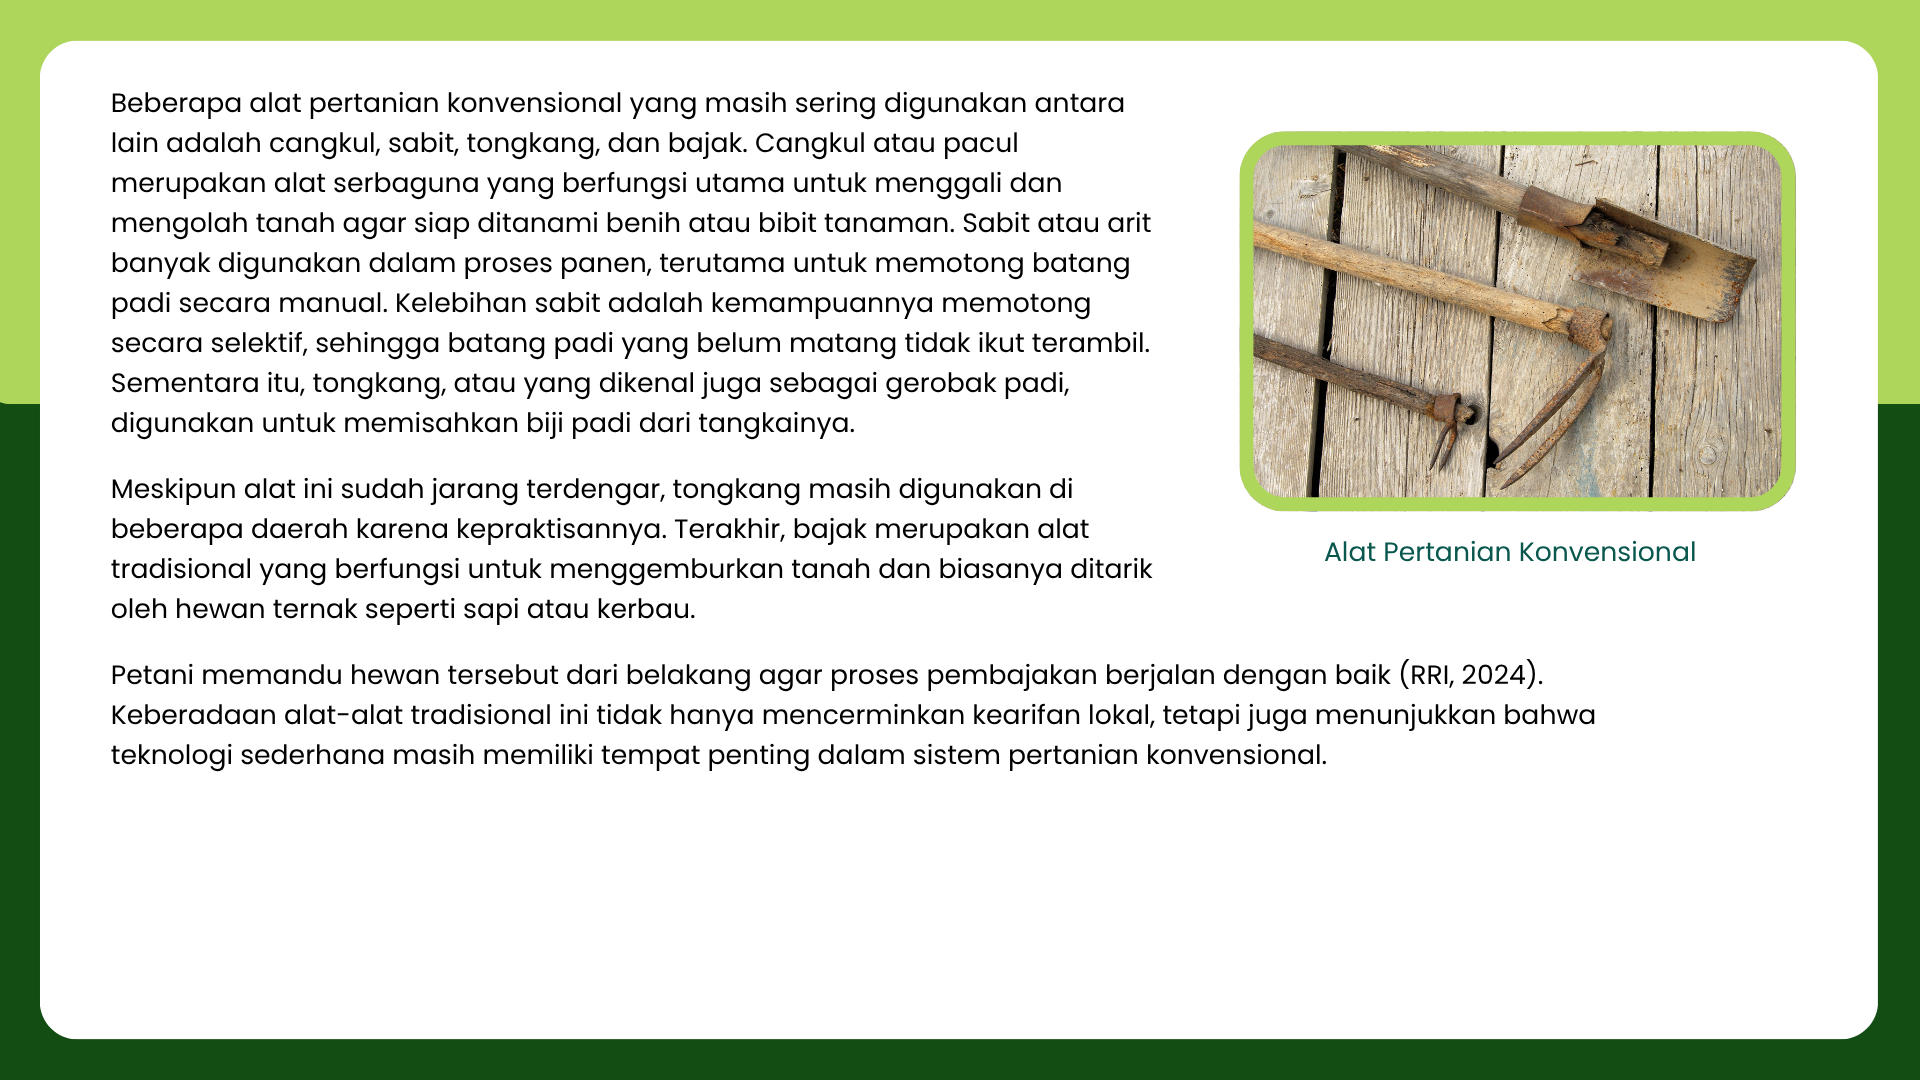 Beberapa alat pertanian konvensional yang masih sering digunakan antara
lain adalah cangkul, sabit, tongkang, dan bajak. Cangkul atau pacul
merupakan alat serbaguna yang berfungsi utama untuk menggali dan
mengolah tanah agar siap ditanami benih atau bibit tanaman. Sabit atau arit
banyak digunakan dalam proses panen, terutama untuk memotong batang
padi secara manual. Kelebihan sabit adalah kemampuannya memotong
secara selektif, sehingga batang padi yang belum matang tidak ikut terambil.
Sementara itu, tongkang, atau yang dikenal juga sebagai gerobak padi,
digunakan untuk memisahkan biji padi dari tangkainya.
Meskipun alat ini sudah jarang terdengar, tongkang masih digunakan di
beberapa daerah karena kepraktisannya. Terakhir, bajak merupakan alat
tradisional yang berfungsi untuk menggemburkan tanah dan biasanya ditarik
oleh hewan ternak seperti sapi atau kerbau.
Petani memandu hewan tersebut dari belakang agar proses pembajakan berjalan dengan baik (RRI, 2024).
Keberadaan alat-alat tradisional ini tidak hanya mencerminkan kearifan lokal, tetapi juga menunjukkan bahwa
teknologi sederhana masih memiliki tempat penting dalam sistem pertanian konvensional.
Alat Pertanian Konvensional